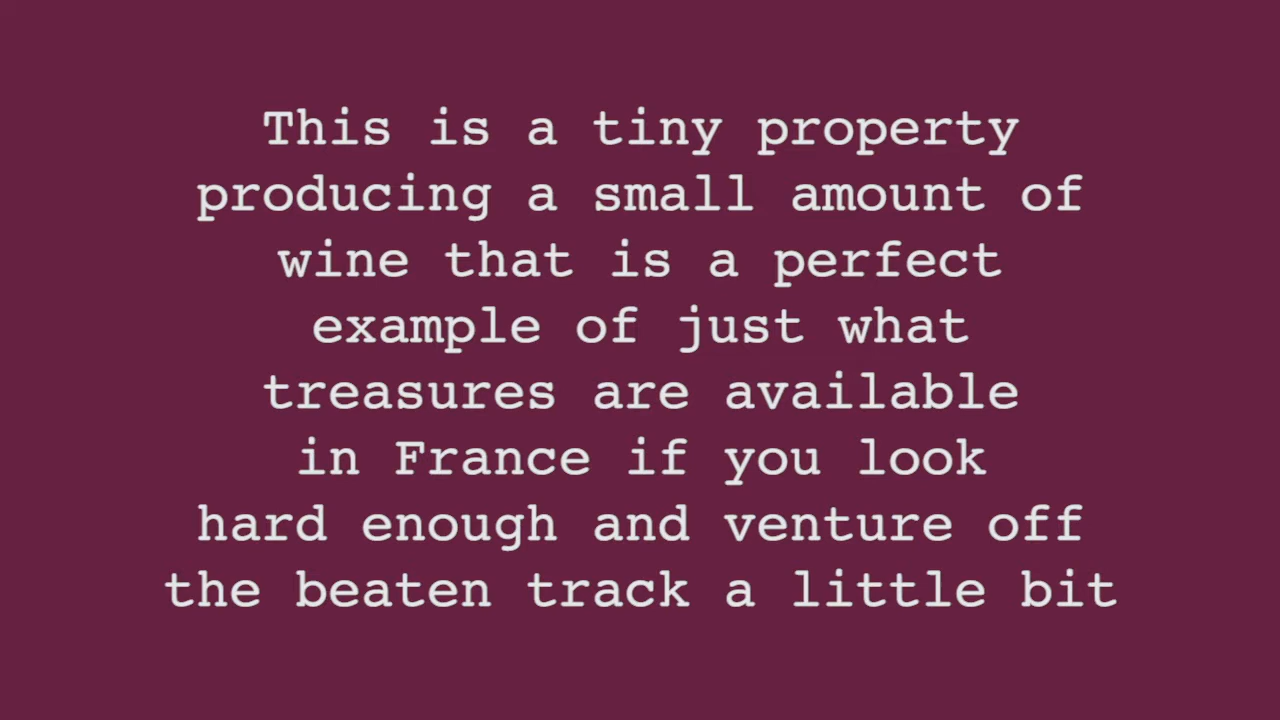 This is a tiny property
producing a small amount of
wine that is a perfect
example of just what
treasures are available
in France if you look
hard enough and venture off
the beaten track a little bit